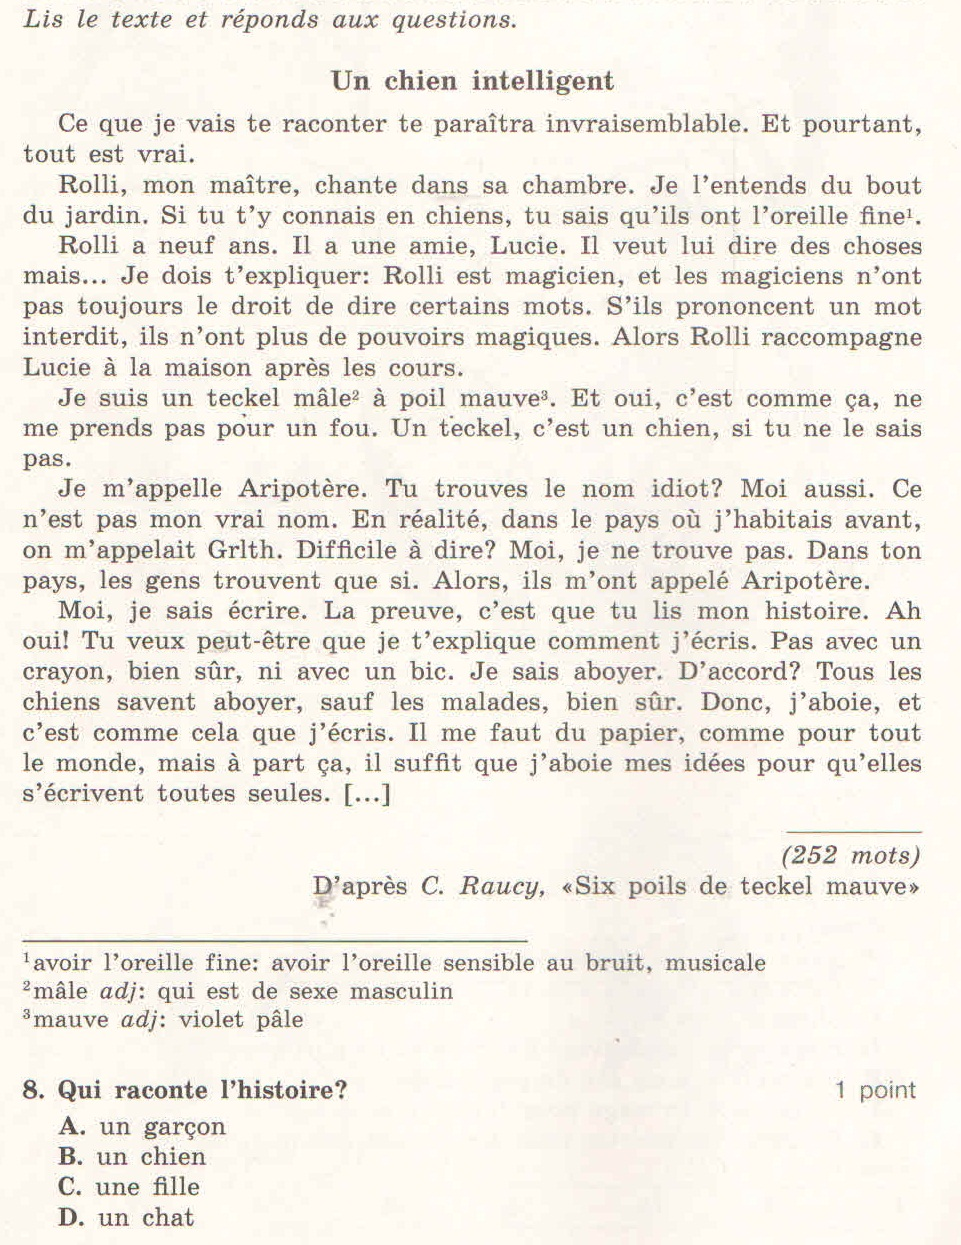 Lis le texte et réponds aux questions.
Un chien intelligent
Ce que je vais te raconter te paraîtra invraisemblable. Et pourtant,
tout est vrai.
Rolli, mon maître, chante dans sa chambre. Je l'entends du bout
du jardin. Si tu t'y connais en chiens, tu sais qu'ils ont l'oreille fine¹.
Rolli a neuf ans. Il a une amie, Lucie. Il veut lui dire des choses
mais... Je dois t'expliquer: Rolli est magicien, et les magiciens n'ont
pas toujours le droit de dire certains mots. S'ils prononcent un mot
interdit, ils n'ont plus de pouvoirs magiques. Alors Rolli raccompagne
Lucie à la maison après les cours.
Je suis un teckel mâle² à poil mauve³. Et oui, c'est comme ça, ne
me prends pas pour un fou. Un teckel, c'est un chien, si tu ne le sais
pas.
Je m'appelle Aripotère. Tu trouves le nom idiot? Moi aussi. Ce
n'est pas mon vrai nom. En réalité, dans le pays où j'habitais avant,
on m'appelait Grlth. Difficile à dire? Moi, je ne trouve pas. Dans ton
pays, les gens trouvent que si. Alors, ils m'ont appelé Aripotère.
Moi, je sais écrire. La preuve, c'est que tu lis mon histoire. Ah
oui! Tu veux peut-être que je t'explique comment j'écris. Pas avec un
crayon, bien sûr, ni avec un bic. Je sais aboyer. D'accord? Tous les
chiens savent aboyer, sauf les malades, bien sûr. Donc, j'aboie, et
c'est comme cela que j'écris. Il me faut du papier, comme pour tout
le monde, mais à part ça, il suffit que j'aboie mes idées pour qu'elles
s'écrivent toutes seules. [...]
(252 mots)
D'après C. Raucy, «Six poils de teckel mauve»
¹avoir l'oreille fine: avoir l'oreille sensible au bruit, musicale
²mâle adj: qui est de sexe masculin
³mauve adj: violet pâle
8. Qui raconte l'histoire? 1 point
A. un garçon
B. un chien
C. une fille
D. un chat